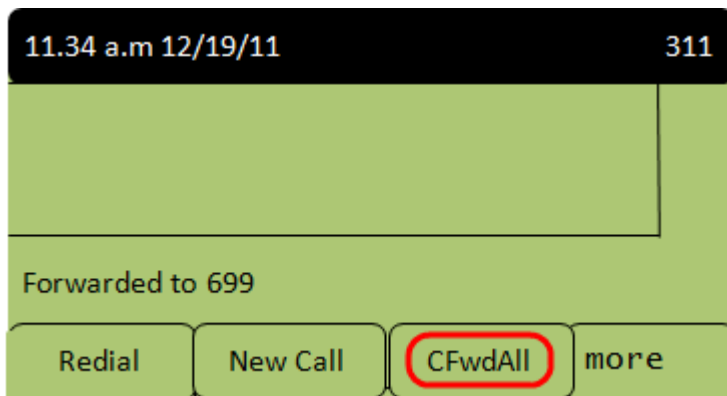 11.34 a.m 12/19/11 311
Forwarded to 699
Redial New Call CFwdAll more